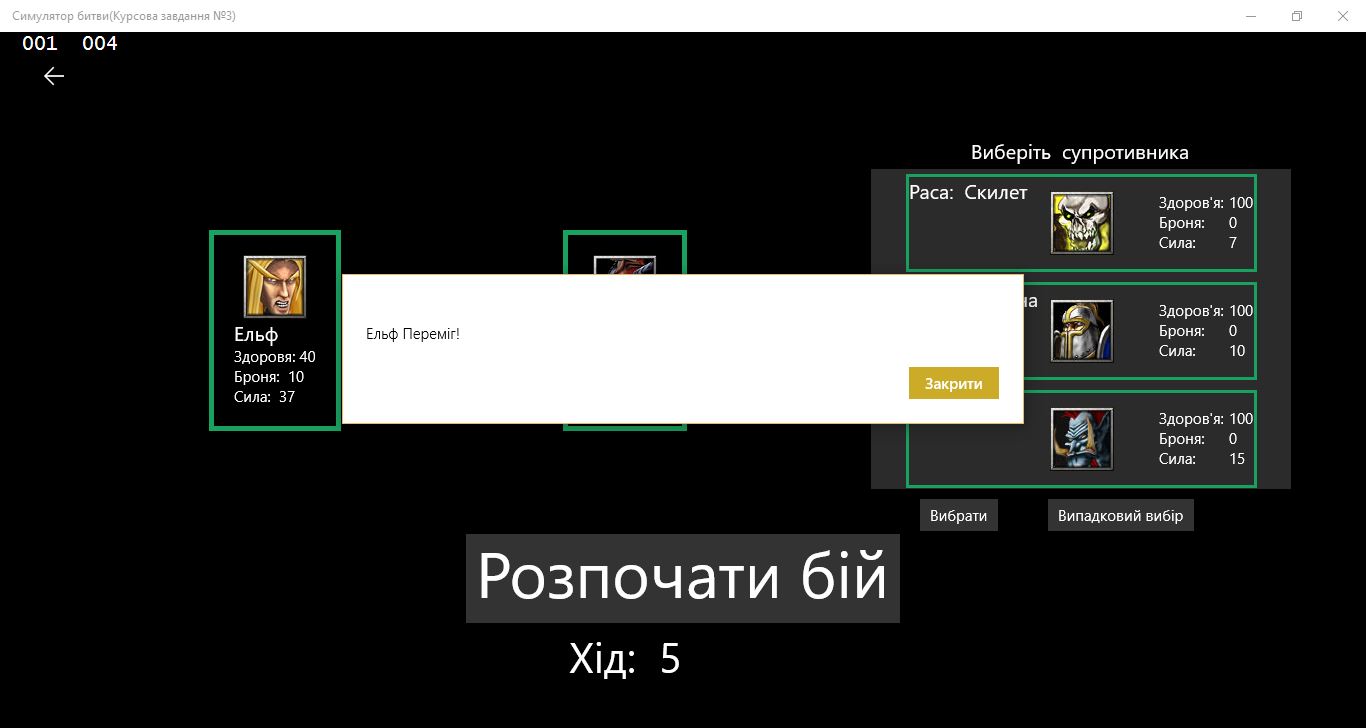 Симулятор битви(Курсова завдання №3)
001 004
Виберіть супротивника
Раса: Скилет
Здоров'я: 100
Броня: 0
Сила: 7
Здоров'я: 100
Броня: 0
Сила: 10
Здоров'я: 100
Броня: 0
Сила: 15
Ельф
Здоровя: 40
Броня: 10
Сила: 37
Ельф Переміг!
Закрити
Вибрати
Випадковий вибір
Розпочати бій
Хід: 5